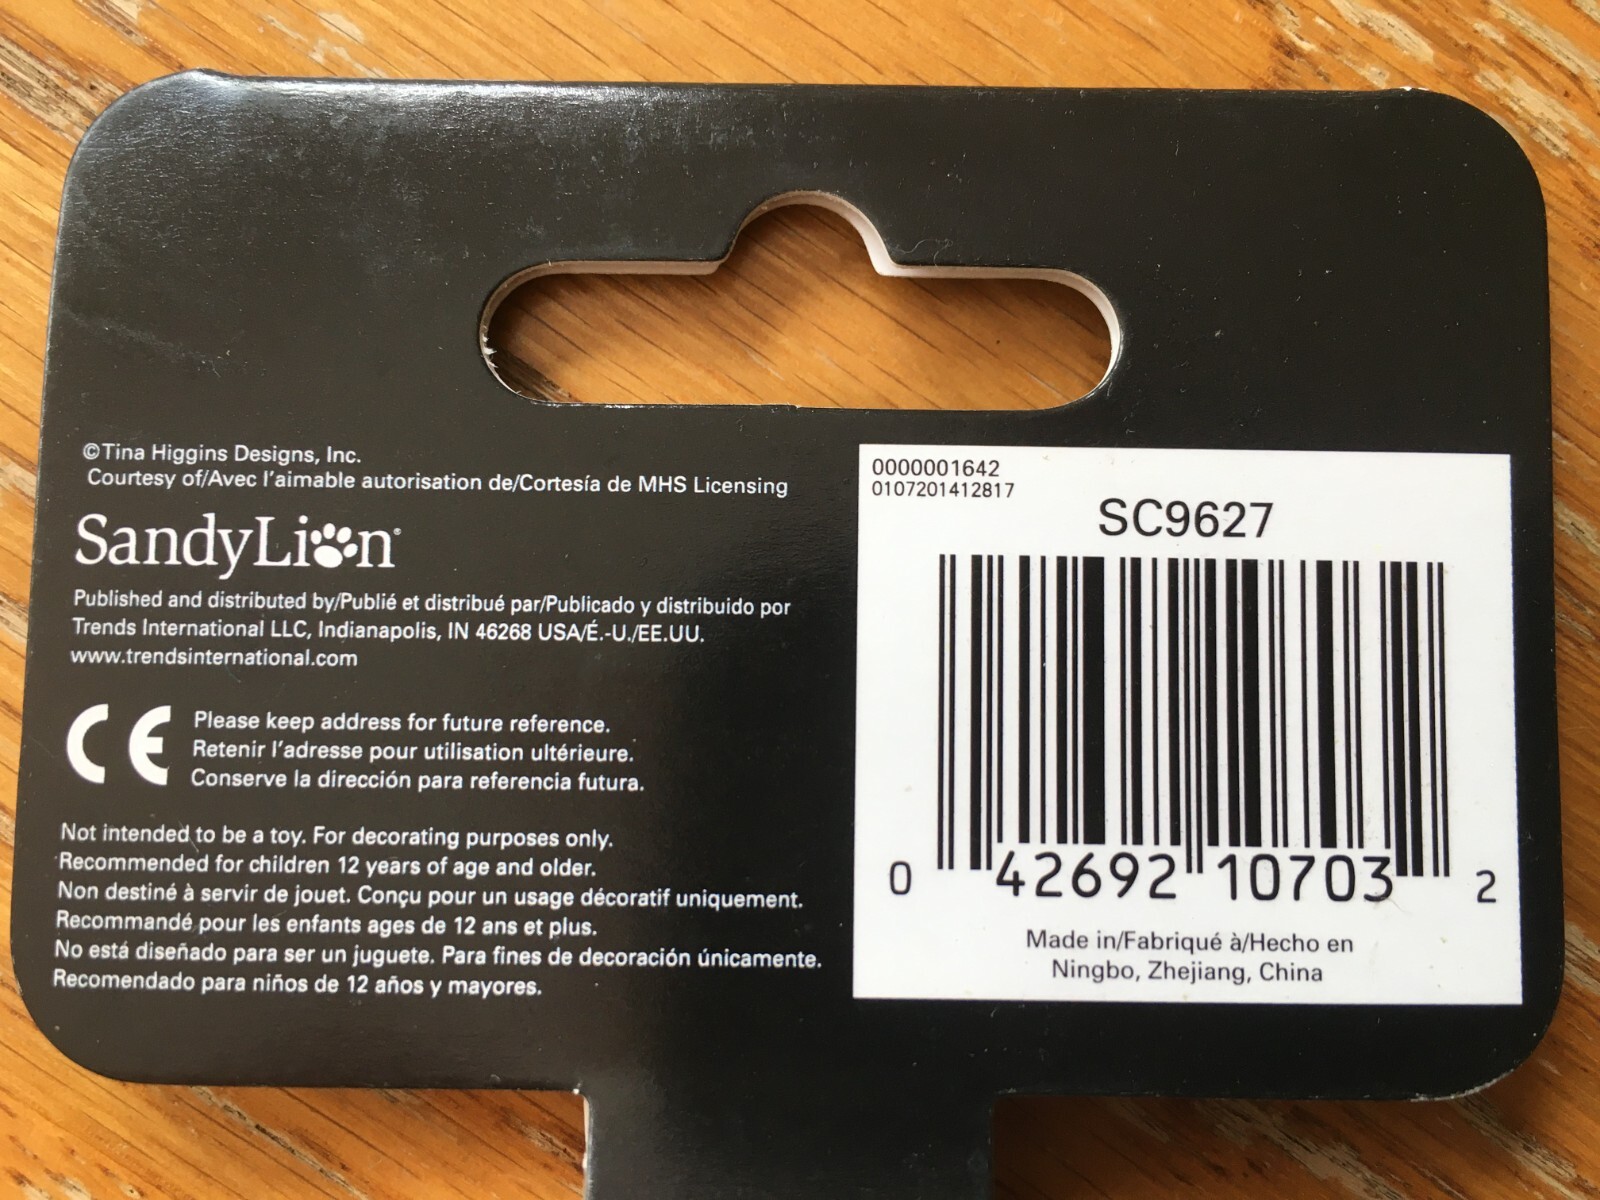 ©Tina Higgins Designs, Inc.
Courtesy of/Avec l'aimable autorisation de/Cortesía de MHS Licensing
SandyLion®
Published and distributed by/Publié et distribué par/Publicado y distribuido por
Trends International LLC, Indianapolis, IN 46268 USA/É.-U./EE.UU.
www.trendsinternational.com
CE
Please keep address for future reference.
Retenir l'adresse pour utilisation ultérieure.
Conserve la dirección para referencia futura.
Not intended to be a toy. For decorating purposes only.
Recommended for children 12 years of age and older.
Non destiné à servir de jouet. Conçu pour un usage décoratif uniquement.
Recommandé pour les enfants ages de 12 ans et plus.
No está diseñado para ser un juguete. Para fines de decoración únicamente.
Recomendado para niños de 12 años y mayores.
0000001642
0107201412817
SC9627
0 42692 10703 2
Made in/Fabriqué à/Hecho en
Ningbo, Zhejiang, China